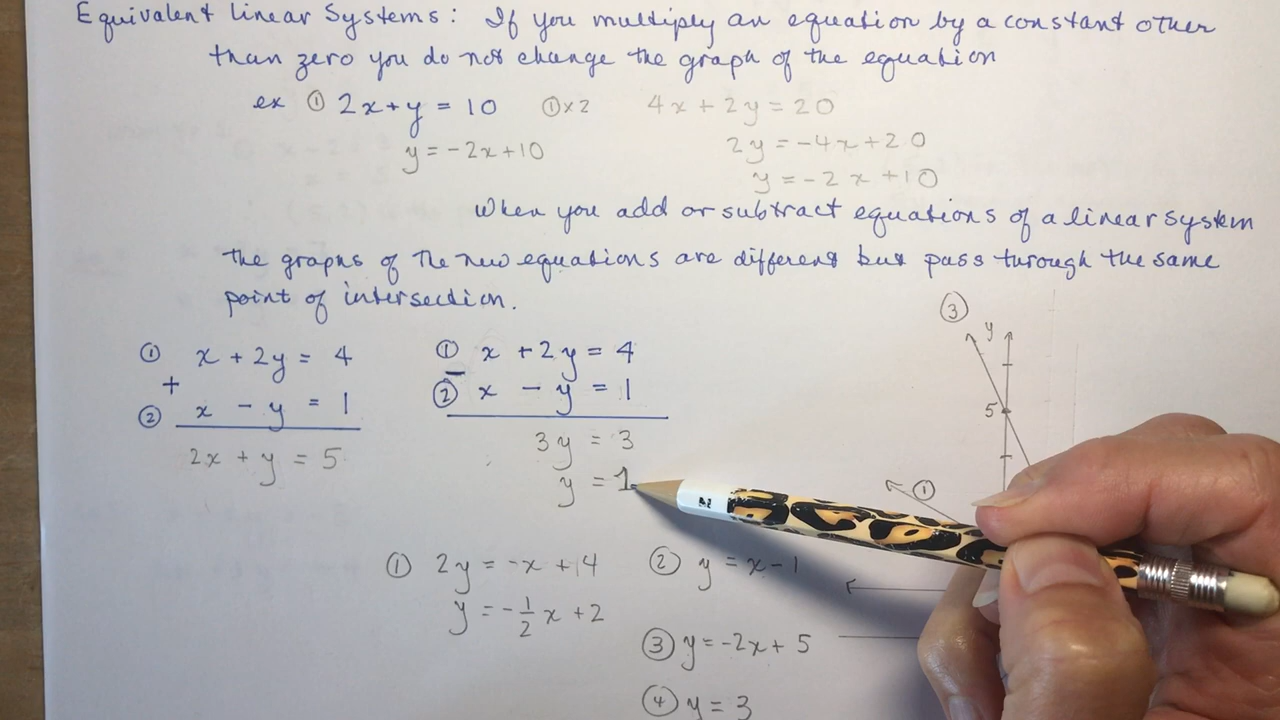 Equivalent Linear Systems: If you multiply an equation by a constant other
than zero you do not change the graph of the equation
ex ① 2x+y = 10 ①×2 4x + 2y = 20
y = -2x+10 2y = -4x+20
y = -2x +10
When you add or subtract equations of a linear system
the graphs of the new equations are different but pass through the same
point of intersection.
① x + 2y = 4 ① x + 2y = 4
+ -
② x - y = 1 ② x - y = 1
2x + y = 5 3y = 3
y = 1
③
y
5
①
① 2y = -x + 14 ② y = x - 1
y = -1/2 x + 2
③ y = -2x + 5
④ y = 3